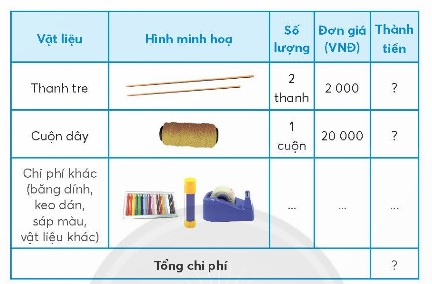 Vật liệu
Hình minh hoạ
Số
lượng
Đơn giá
(VNĐ)
Thành
tiền
Thanh tre
2
thanh
2 000
?
Cuộn dây
1
cuộn
20 000
?
Chi phí khác
(băng dính,
keo dán,
sáp màu,
vật liệu khác)
...
...
...
Tổng chi phí
?